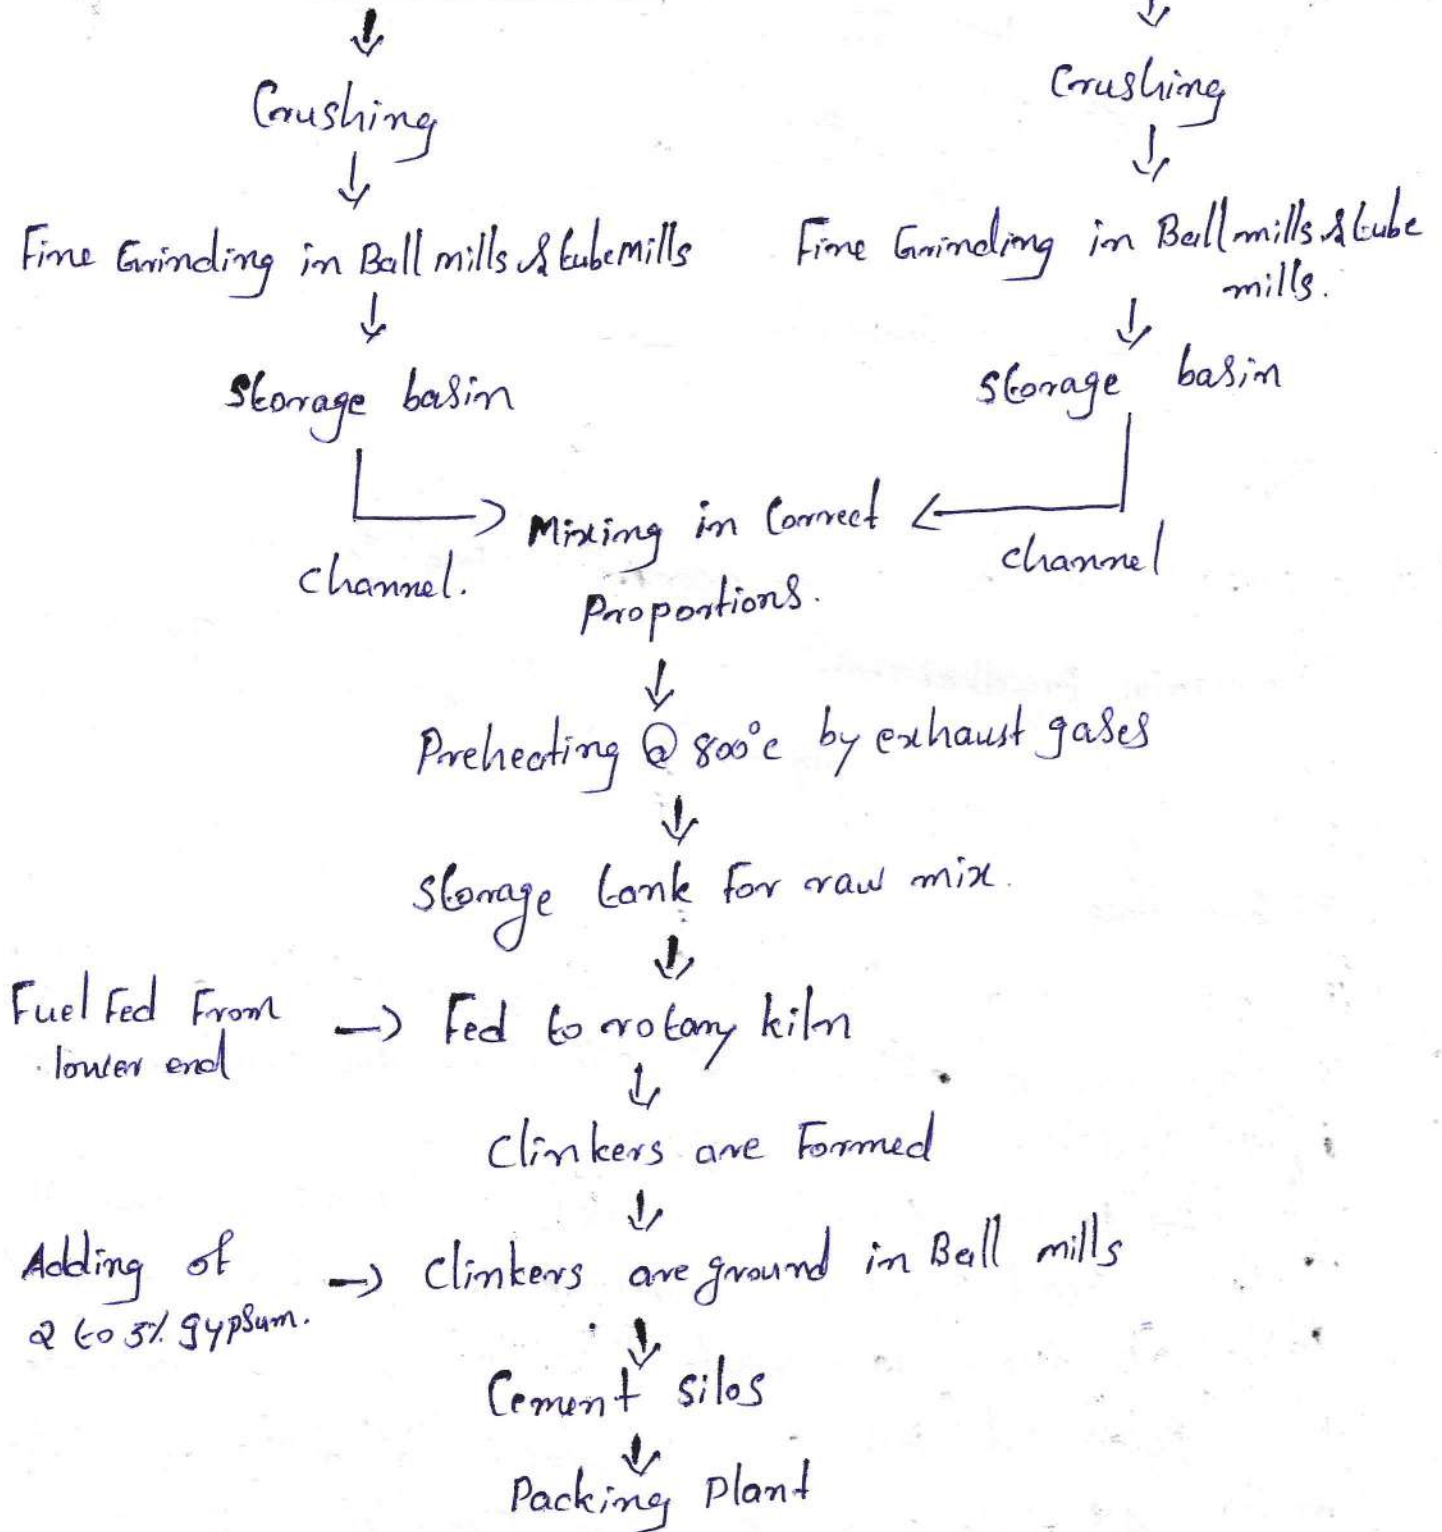 Crushing
Crushing
Fine Grinding in Ball mills & tubemills
Fine Grinding in Ball mills & tube
mills.
Storage basin
Storage basin
Mixing in Correct
Proportions.
channel.
channel
Preheating @ 800°c by exhaust gases
Storage tank For raw mix.
Fuel Fed From
lower end
Fed to rotary kiln
Clinkers are Formed
Adding of
2 to 3% gypsum.
Clinkers are ground in Ball mills
Cement silos
Packing Plant